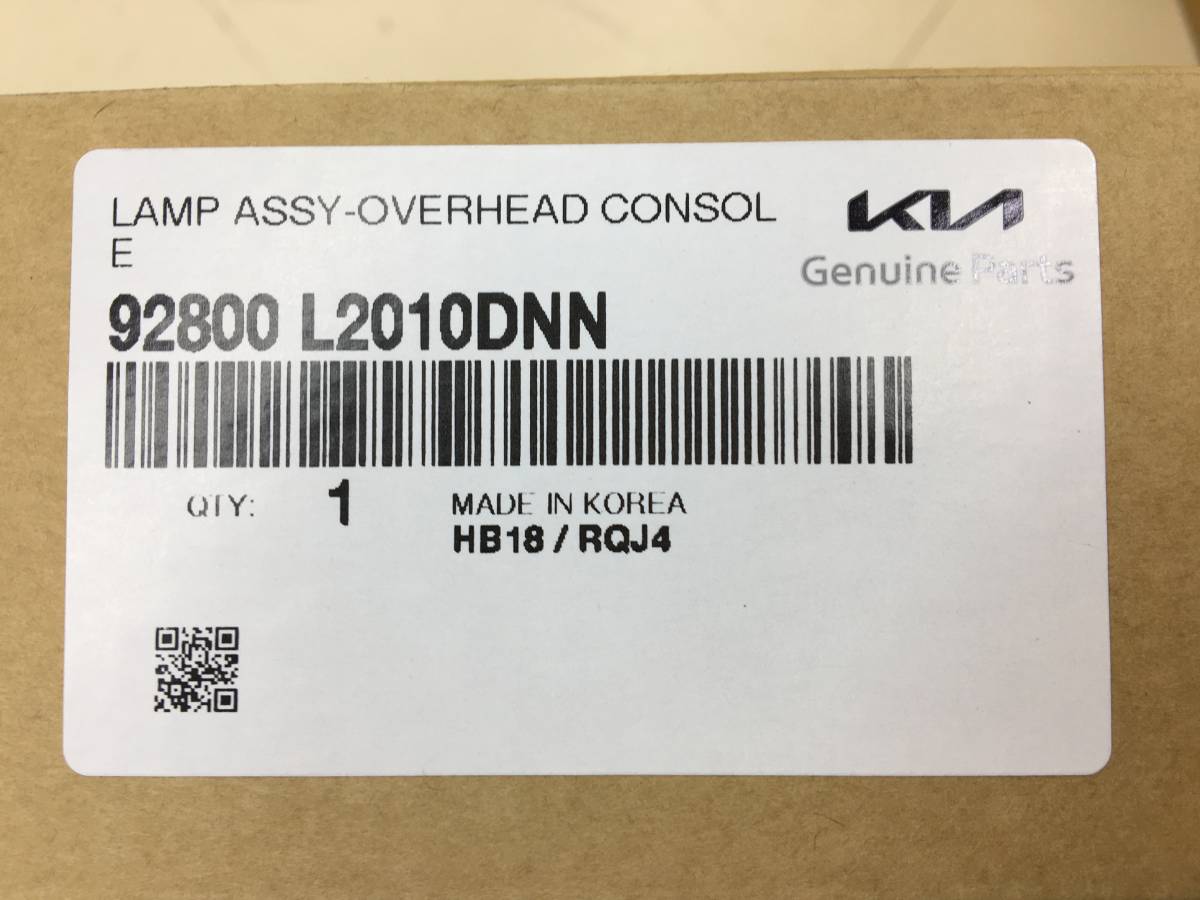 LAMP ASSY-OVERHEAD CONSOL
E
KIA
Genuine Parts
92800 L2010DNN
QTY: 1 MADE IN KOREA
HB18 / RQJ4